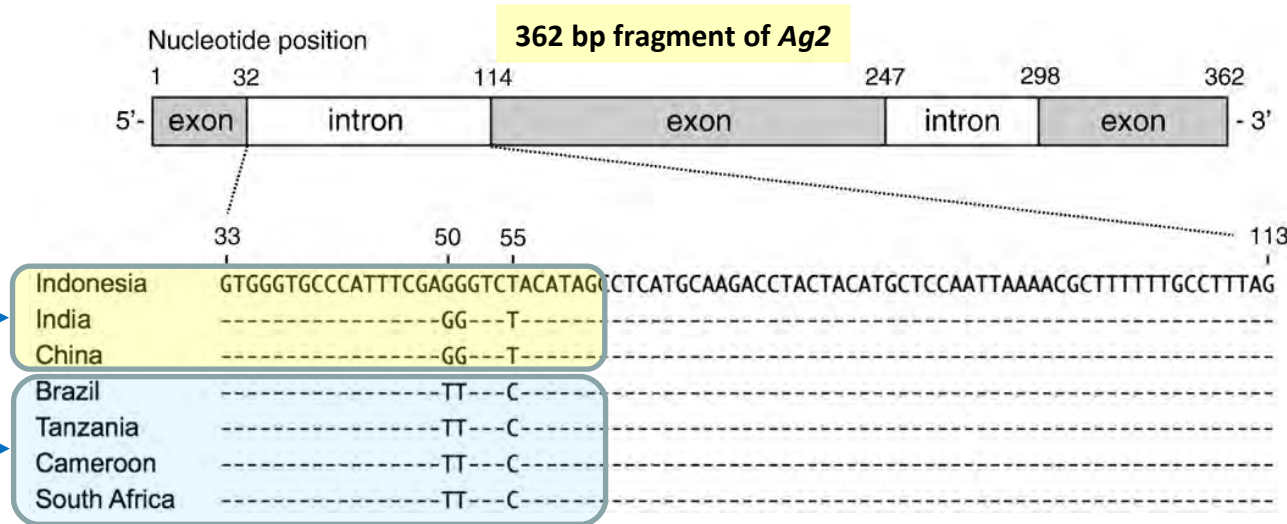 362 bp fragment of Ag2
Nucleotide position
1 32 114 247 298 362
5'- exon intron exon intron exon - 3'
33 50 55 113
Indonesia GTGGGTGCCCATTTCGAGGGTCTACATAGCCTCATGCAAGACCTACTACATGCTCCAATTAAAACGCTTTTTTGCCTTTAG
India -----------------GG---T----------------------------------------------------------
China -----------------GG---T----------------------------------------------------------
Brazil -----------------TT---C----------------------------------------------------------
Tanzania -----------------TT---C----------------------------------------------------------
Cameroon -----------------TT---C----------------------------------------------------------
South Africa -----------------TT---C----------------------------------------------------------